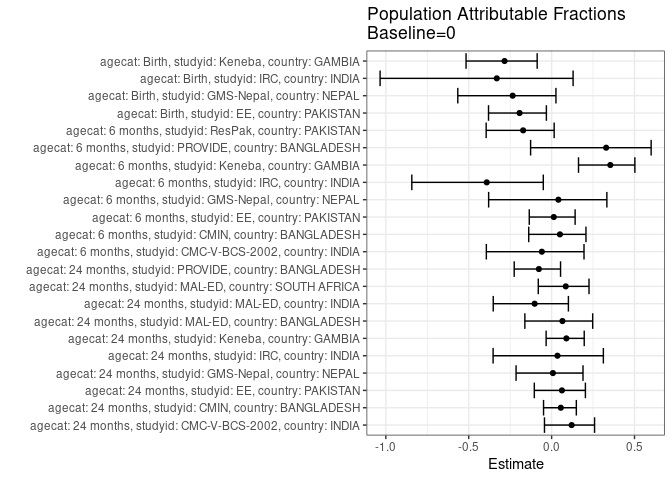 Population Attributable Fractions
Baseline=0
agecat: Birth, studyid: Keneba, country: GAMBIA
agecat: Birth, studyid: IRC, country: INDIA
agecat: Birth, studyid: GMS-Nepal, country: NEPAL
agecat: Birth, studyid: EE, country: PAKISTAN
agecat: 6 months, studyid: ResPak, country: PAKISTAN
agecat: 6 months, studyid: PROVIDE, country: BANGLADESH
agecat: 6 months, studyid: Keneba, country: GAMBIA
agecat: 6 months, studyid: IRC, country: INDIA
agecat: 6 months, studyid: GMS-Nepal, country: NEPAL
agecat: 6 months, studyid: EE, country: PAKISTAN
agecat: 6 months, studyid: CMIN, country: BANGLADESH
agecat: 6 months, studyid: CMC-V-BCS-2002, country: INDIA
agecat: 24 months, studyid: PROVIDE, country: BANGLADESH
agecat: 24 months, studyid: MAL-ED, country: SOUTH AFRICA
agecat: 24 months, studyid: MAL-ED, country: INDIA
agecat: 24 months, studyid: MAL-ED, country: BANGLADESH
agecat: 24 months, studyid: Keneba, country: GAMBIA
agecat: 24 months, studyid: IRC, country: INDIA
agecat: 24 months, studyid: GMS-Nepal, country: NEPAL
agecat: 24 months, studyid: EE, country: PAKISTAN
agecat: 24 months, studyid: CMIN, country: BANGLADESH
agecat: 24 months, studyid: CMC-V-BCS-2002, country: INDIA
-1.0 -0.5 0.0 0.5
Estimate